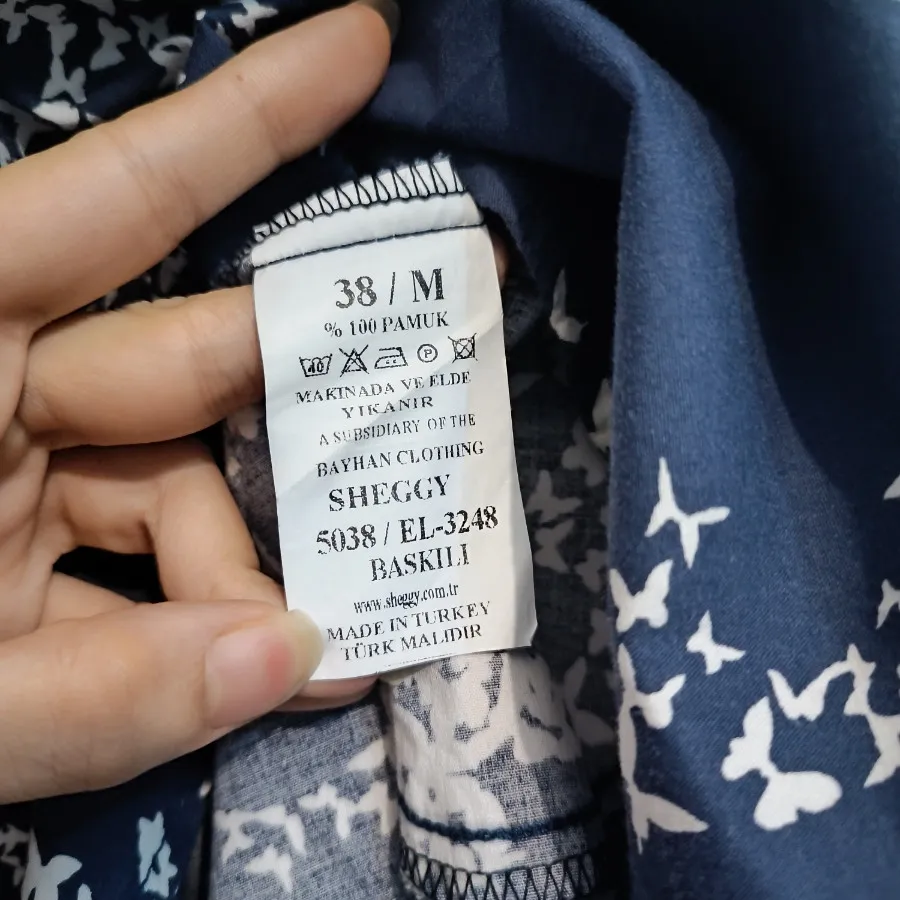 38 / M
% 100 PAMUK
40 P
MAKINADA VE ELDE
YIKANIR
A SUBSIDIARY OF THE
BAYHAN CLOTHING
SHEGGY
5038 / EL-3248
BASKILI
www.sheggy.com.tr
MADE IN TURKEY
TÜRK MALIDIR